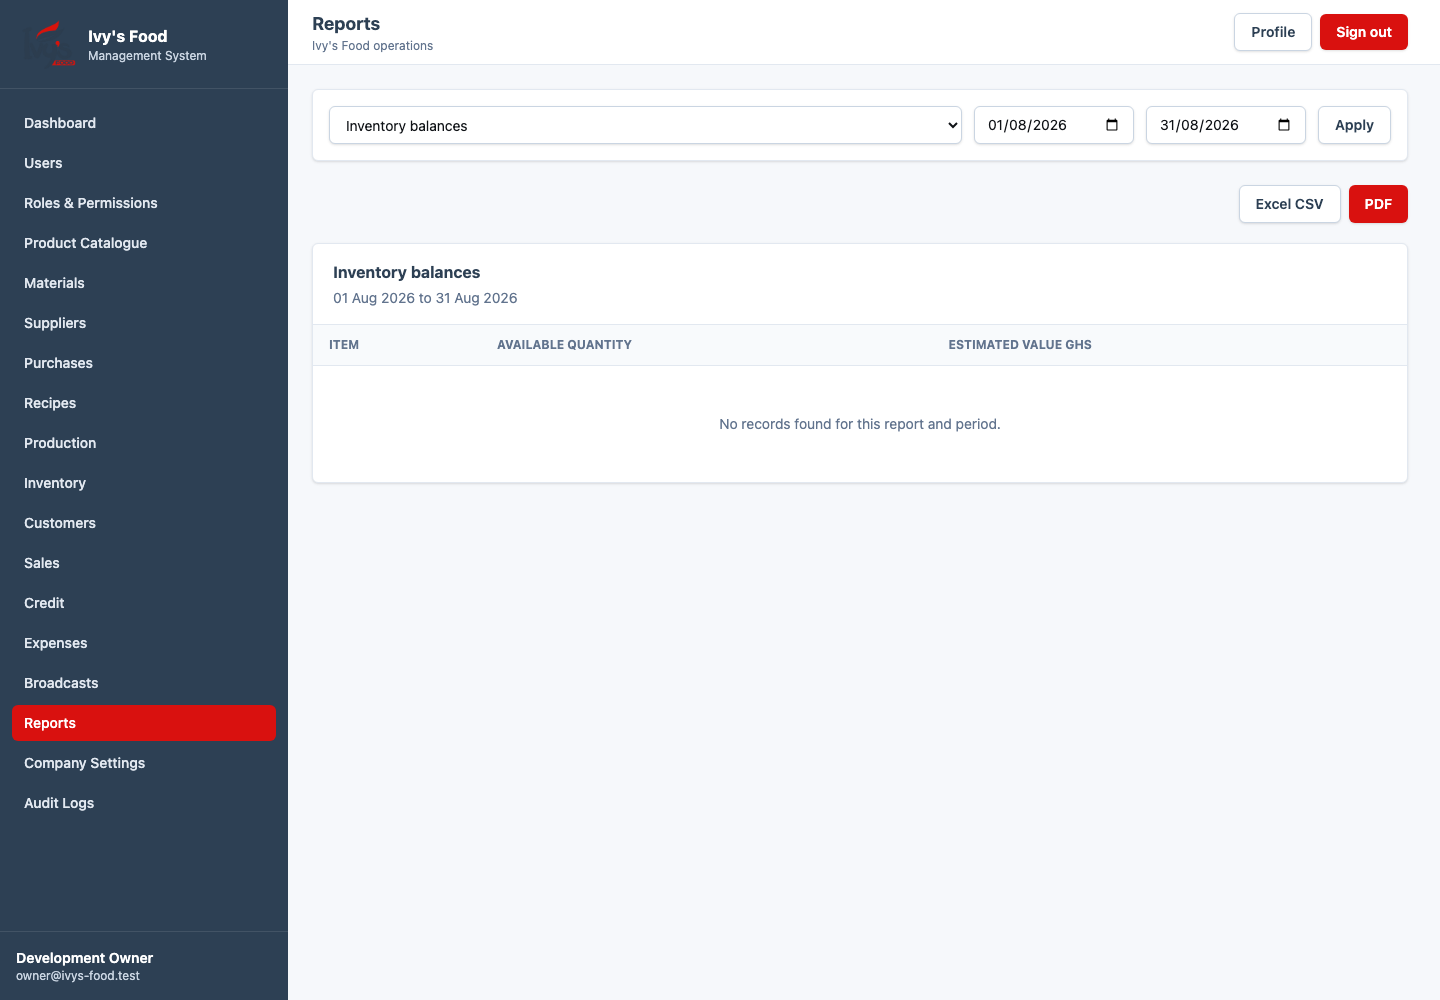 Ivy's Food
Management System
Dashboard
Users
Roles & Permissions
Product Catalogue
Materials
Suppliers
Purchases
Recipes
Production
Inventory
Customers
Sales
Credit
Expenses
Broadcasts
Reports
Company Settings
Audit Logs
Development Owner
owner@ivys-food.test
Reports
Ivy's Food operations
Profile
Sign out
Inventory balances
01/08/2026
31/08/2026
Apply
Excel CSV
PDF
Inventory balances
01 Aug 2026 to 31 Aug 2026
ITEM AVAILABLE QUANTITY ESTIMATED VALUE GHS
No records found for this report and period.